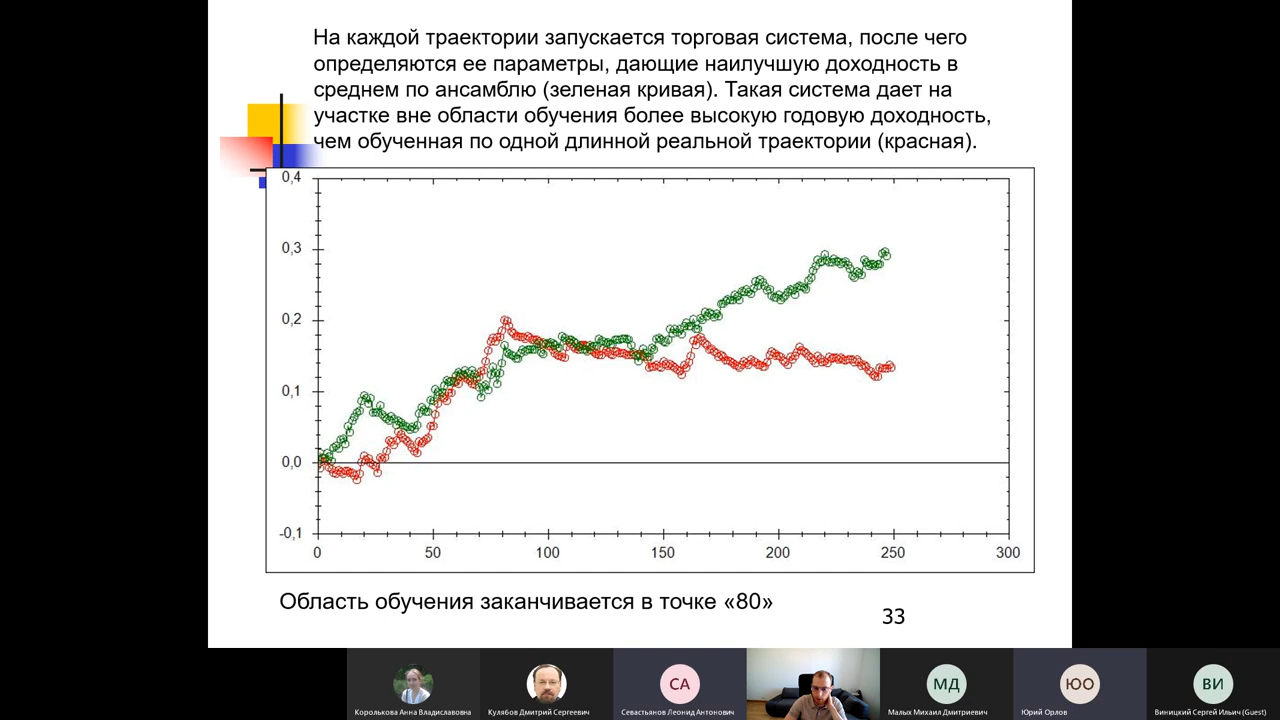 На каждой траектории запускается торговая система, после чего
определяются ее параметры, дающие наилучшую доходность в
среднем по ансамблю (зеленая кривая). Такая система дает на
участке вне области обучения более высокую годовую доходность,
чем обученная по одной длинной реальной траектории (красная).
0,4
0,3
0,2
0,1
0,0
-0,1
0 50 100 150 200 250 300
Область обучения заканчивается в точке «80»
33
СА МД ЮО ВИ
Королькова Анна Владиславовна Кулябов Дмитрий Сергеевич Севастьянов Леонид Антонович Малых Михаил Дмитриевич Юрий Орлов Виницкий Сергей Ильич (Guest)